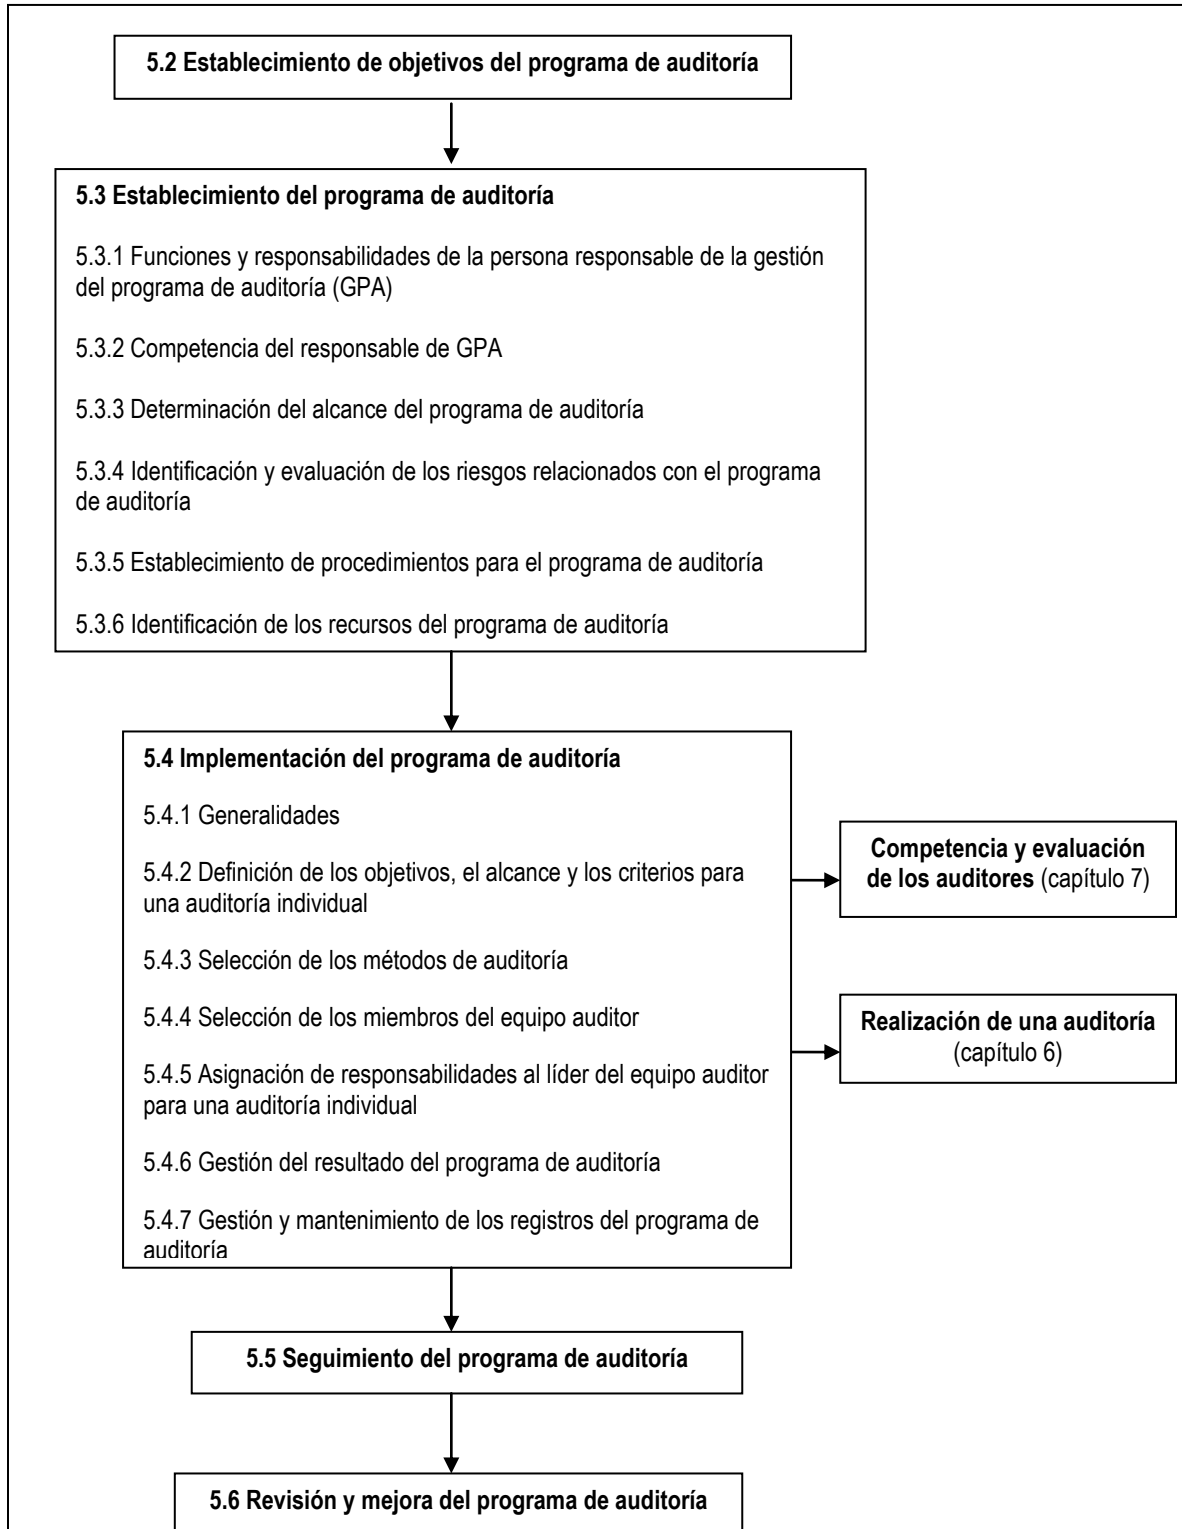 5.2 Establecimiento de objetivos del programa de auditoría
5.3 Establecimiento del programa de auditoría
5.3.1 Funciones y responsabilidades de la persona responsable de la gestión
del programa de auditoría (GPA)
5.3.2 Competencia del responsable de GPA
5.3.3 Determinación del alcance del programa de auditoría
5.3.4 Identificación y evaluación de los riesgos relacionados con el programa
de auditoría
5.3.5 Establecimiento de procedimientos para el programa de auditoría
5.3.6 Identificación de los recursos del programa de auditoría
5.4 Implementación del programa de auditoría
5.4.1 Generalidades
5.4.2 Definición de los objetivos, el alcance y los criterios para
una auditoría individual
5.4.3 Selección de los métodos de auditoría
5.4.4 Selección de los miembros del equipo auditor
5.4.5 Asignación de responsabilidades al líder del equipo auditor
para una auditoría individual
5.4.6 Gestión del resultado del programa de auditoría
5.4.7 Gestión y mantenimiento de los registros del programa de
auditoría
Competencia y evaluación
de los auditores (capítulo 7)
Realización de una auditoría
(capítulo 6)
5.5 Seguimiento del programa de auditoría
5.6 Revisión y mejora del programa de auditoría